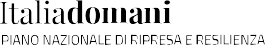 Italiadomani
PIANO NAZIONALE DI RIPRESA E RESILIENZA